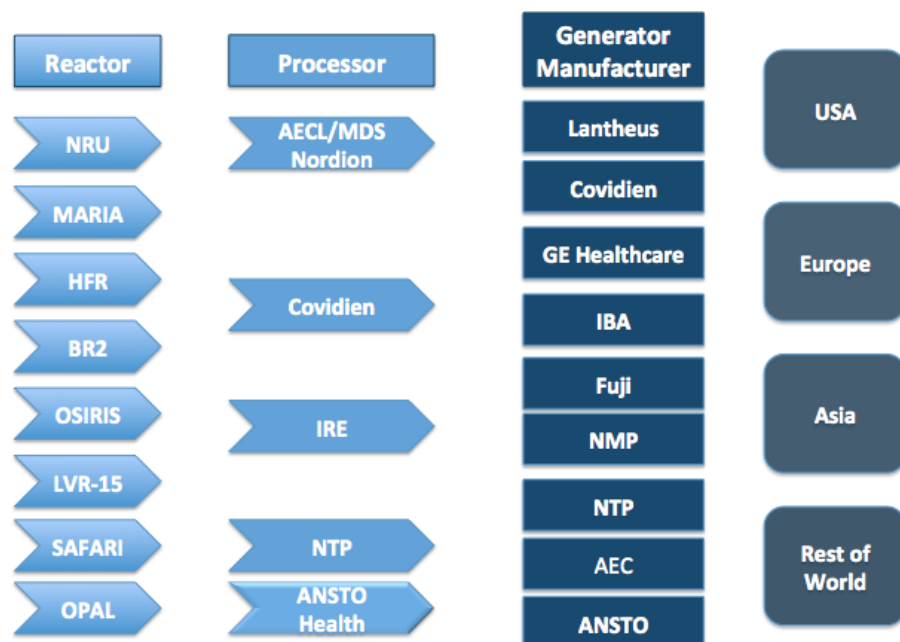 Reactor
NRU
MARIA
HFR
BR2
OSIRIS
LVR-15
SAFARI
OPAL
Processor
AECL/MDS
Nordion
Covidien
IRE
NTP
ANSTO
Health
Generator
Manufacturer
Lantheus
Covidien
GE Healthcare
IBA
Fuji
NMP
NTP
AEC
ANSTO
USA
Europe
Asia
Rest of
World